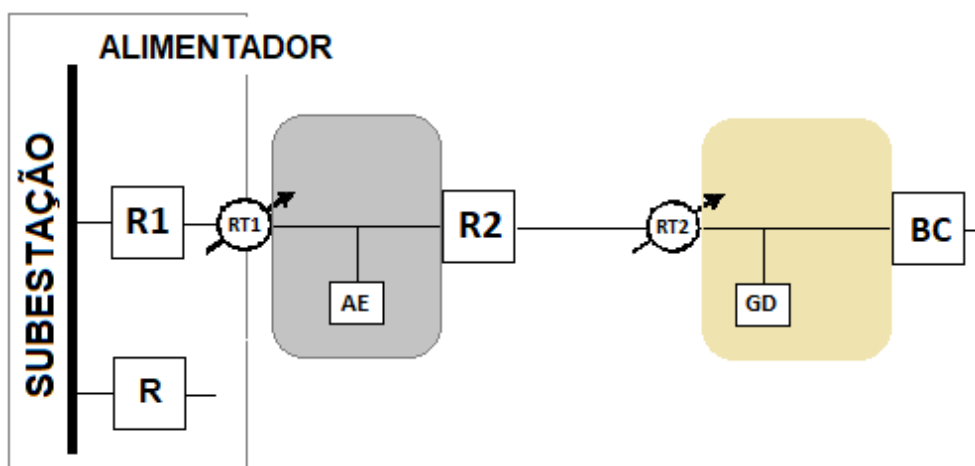 ALIMENTADOR
SUBESTAÇÃO
R1
RT1
AE
R2
RT2
GD
BC
R